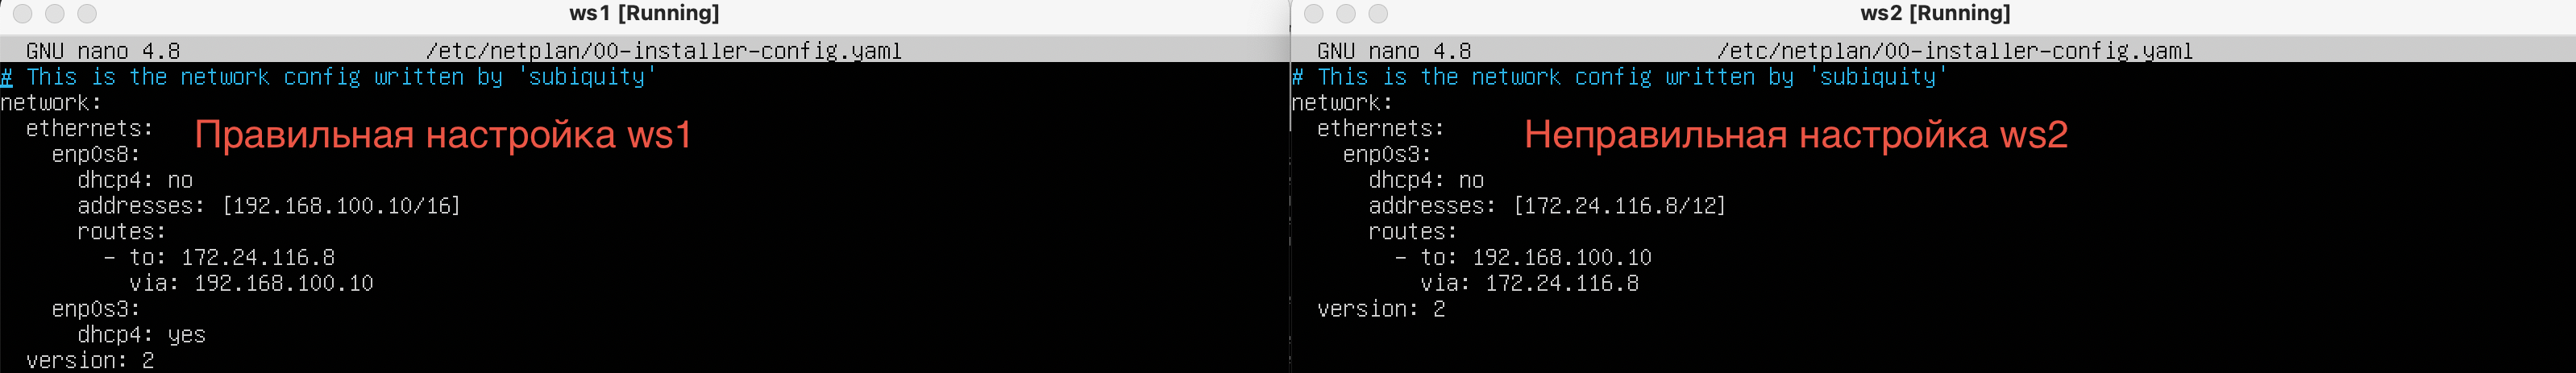 ws1 [Running]
GNU nano 4.8 /etc/netplan/00-installer-config.yaml
# This is the network config written by 'subiquity'
network:
  ethernets:
Правильная настройка ws1
    enp0s8:
      dhcp4: no
      addresses: [192.168.100.10/16]
      routes:
        - to: 172.24.116.8
          via: 192.168.100.10
    enp0s3:
      dhcp4: yes
  version: 2
ws2 [Running]
GNU nano 4.8 /etc/netplan/00-installer-config.yaml
# This is the network config written by 'subiquity'
network:
  ethernets:
Неправильная настройка ws2
    enp0s3:
      dhcp4: no
      addresses: [172.24.116.8/12]
      routes:
        - to: 192.168.100.10
          via: 172.24.116.8
  version: 2